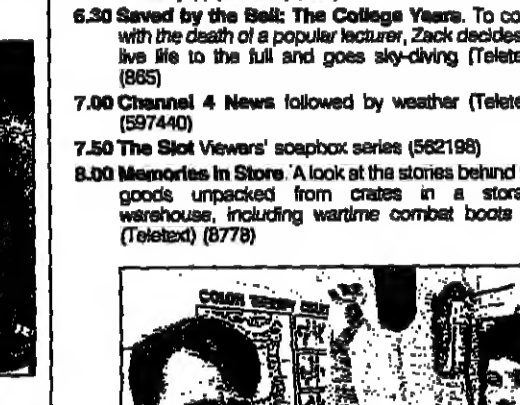 6.30 Saved by the Bell: The College Years. To co
with the death of a popular lecturer, Zack decides
live life to the full and goes sky-diving (Telete
(865)
7.00 Channel 4 News followed by weather (Telete
(597440)
7.50 The Slot Viewers' soapbox series (562198)
8.00 Memories in Store. A look at the stories behind
goods unpacked from crates in a stora
warehouse, including wartime combat boots
(Teletext) (8778)
COLOR